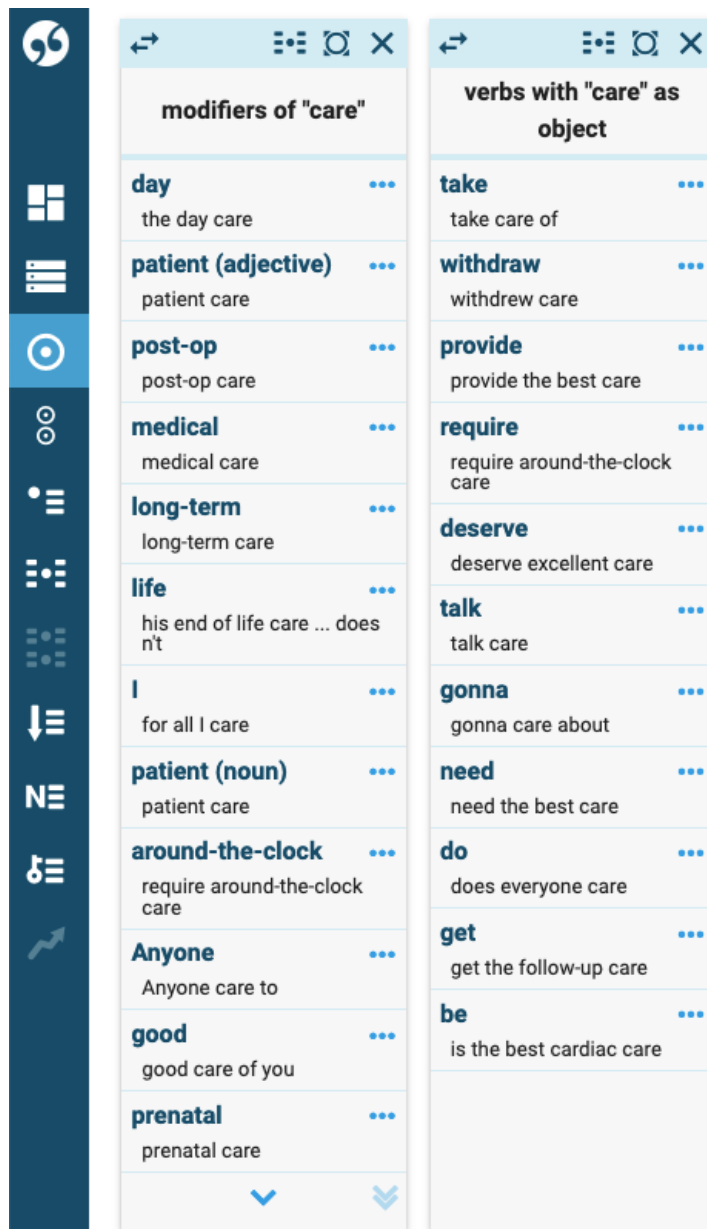 modifiers of "care"
day
the day care
patient (adjective)
patient care
post-op
post-op care
medical
medical care
long-term
long-term care
life
his end of life care ... does
n't
I
for all I care
patient (noun)
patient care
around-the-clock
require around-the-clock
care
Anyone
Anyone care to
good
good care of you
prenatal
prenatal care
verbs with "care" as
object
take
take care of
withdraw
withdrew care
provide
provide the best care
require
require around-the-clock
care
deserve
deserve excellent care
talk
talk care
gonna
gonna care about
need
need the best care
do
does everyone care
get
get the follow-up care
be
is the best cardiac care
N